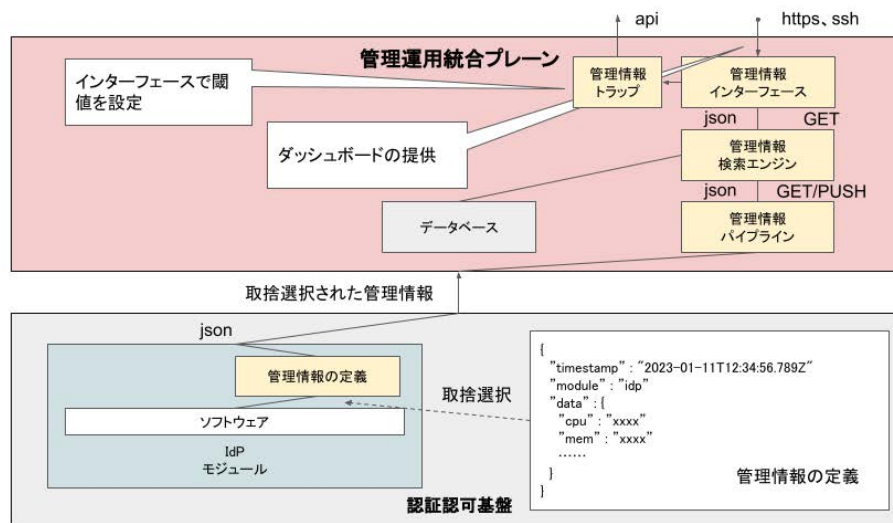 api
https、ssh
管理運用統合プレーン
インターフェースで閾
値を設定
管理情報
トラップ
管理情報
インターフェース
json
GET
ダッシュボードの提供
管理情報
検索エンジン
json
GET/PUSH
データベース
管理情報
パイプライン
取捨選択された管理情報
json
管理情報の定義
取捨選択
ソフトウェア
IdP
モジュール
{
"timestamp" : "2023-01-11T12:34:56.789Z"
"module" : "idp"
"data" : {
"cpu" : "xxxx"
"mem" : "xxxx"
……
}
}
管理情報の定義
認証認可基盤